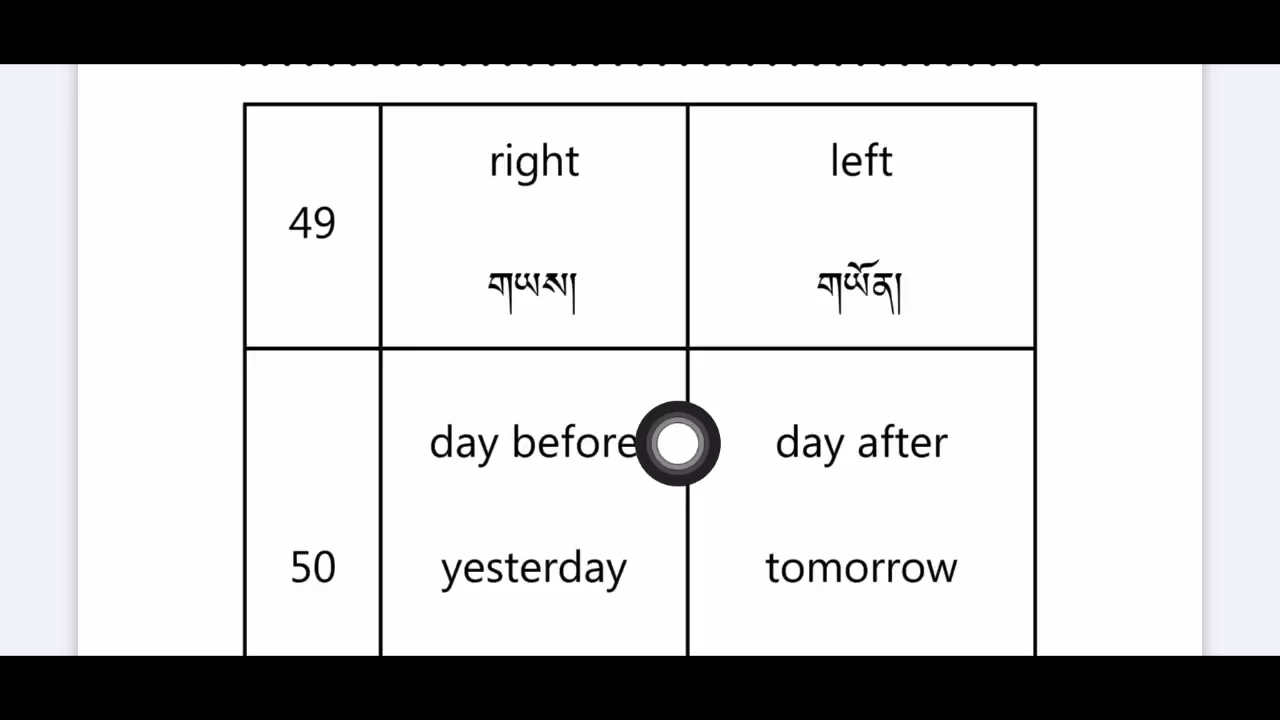 right left
49
གཡས། གཡོན།
day before day after
50 yesterday tomorrow